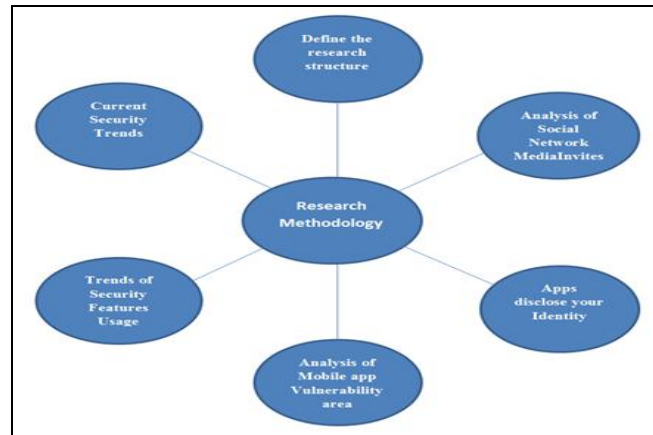 Define the
research
structure
Current
Security
Trends
Analysis of
Social
Network
MediaInvites
Research
Methodology
Trends of
Security
Features
Usage
Apps
disclose your
Identity
Analysis of
Mobile app
Vulnerability
area